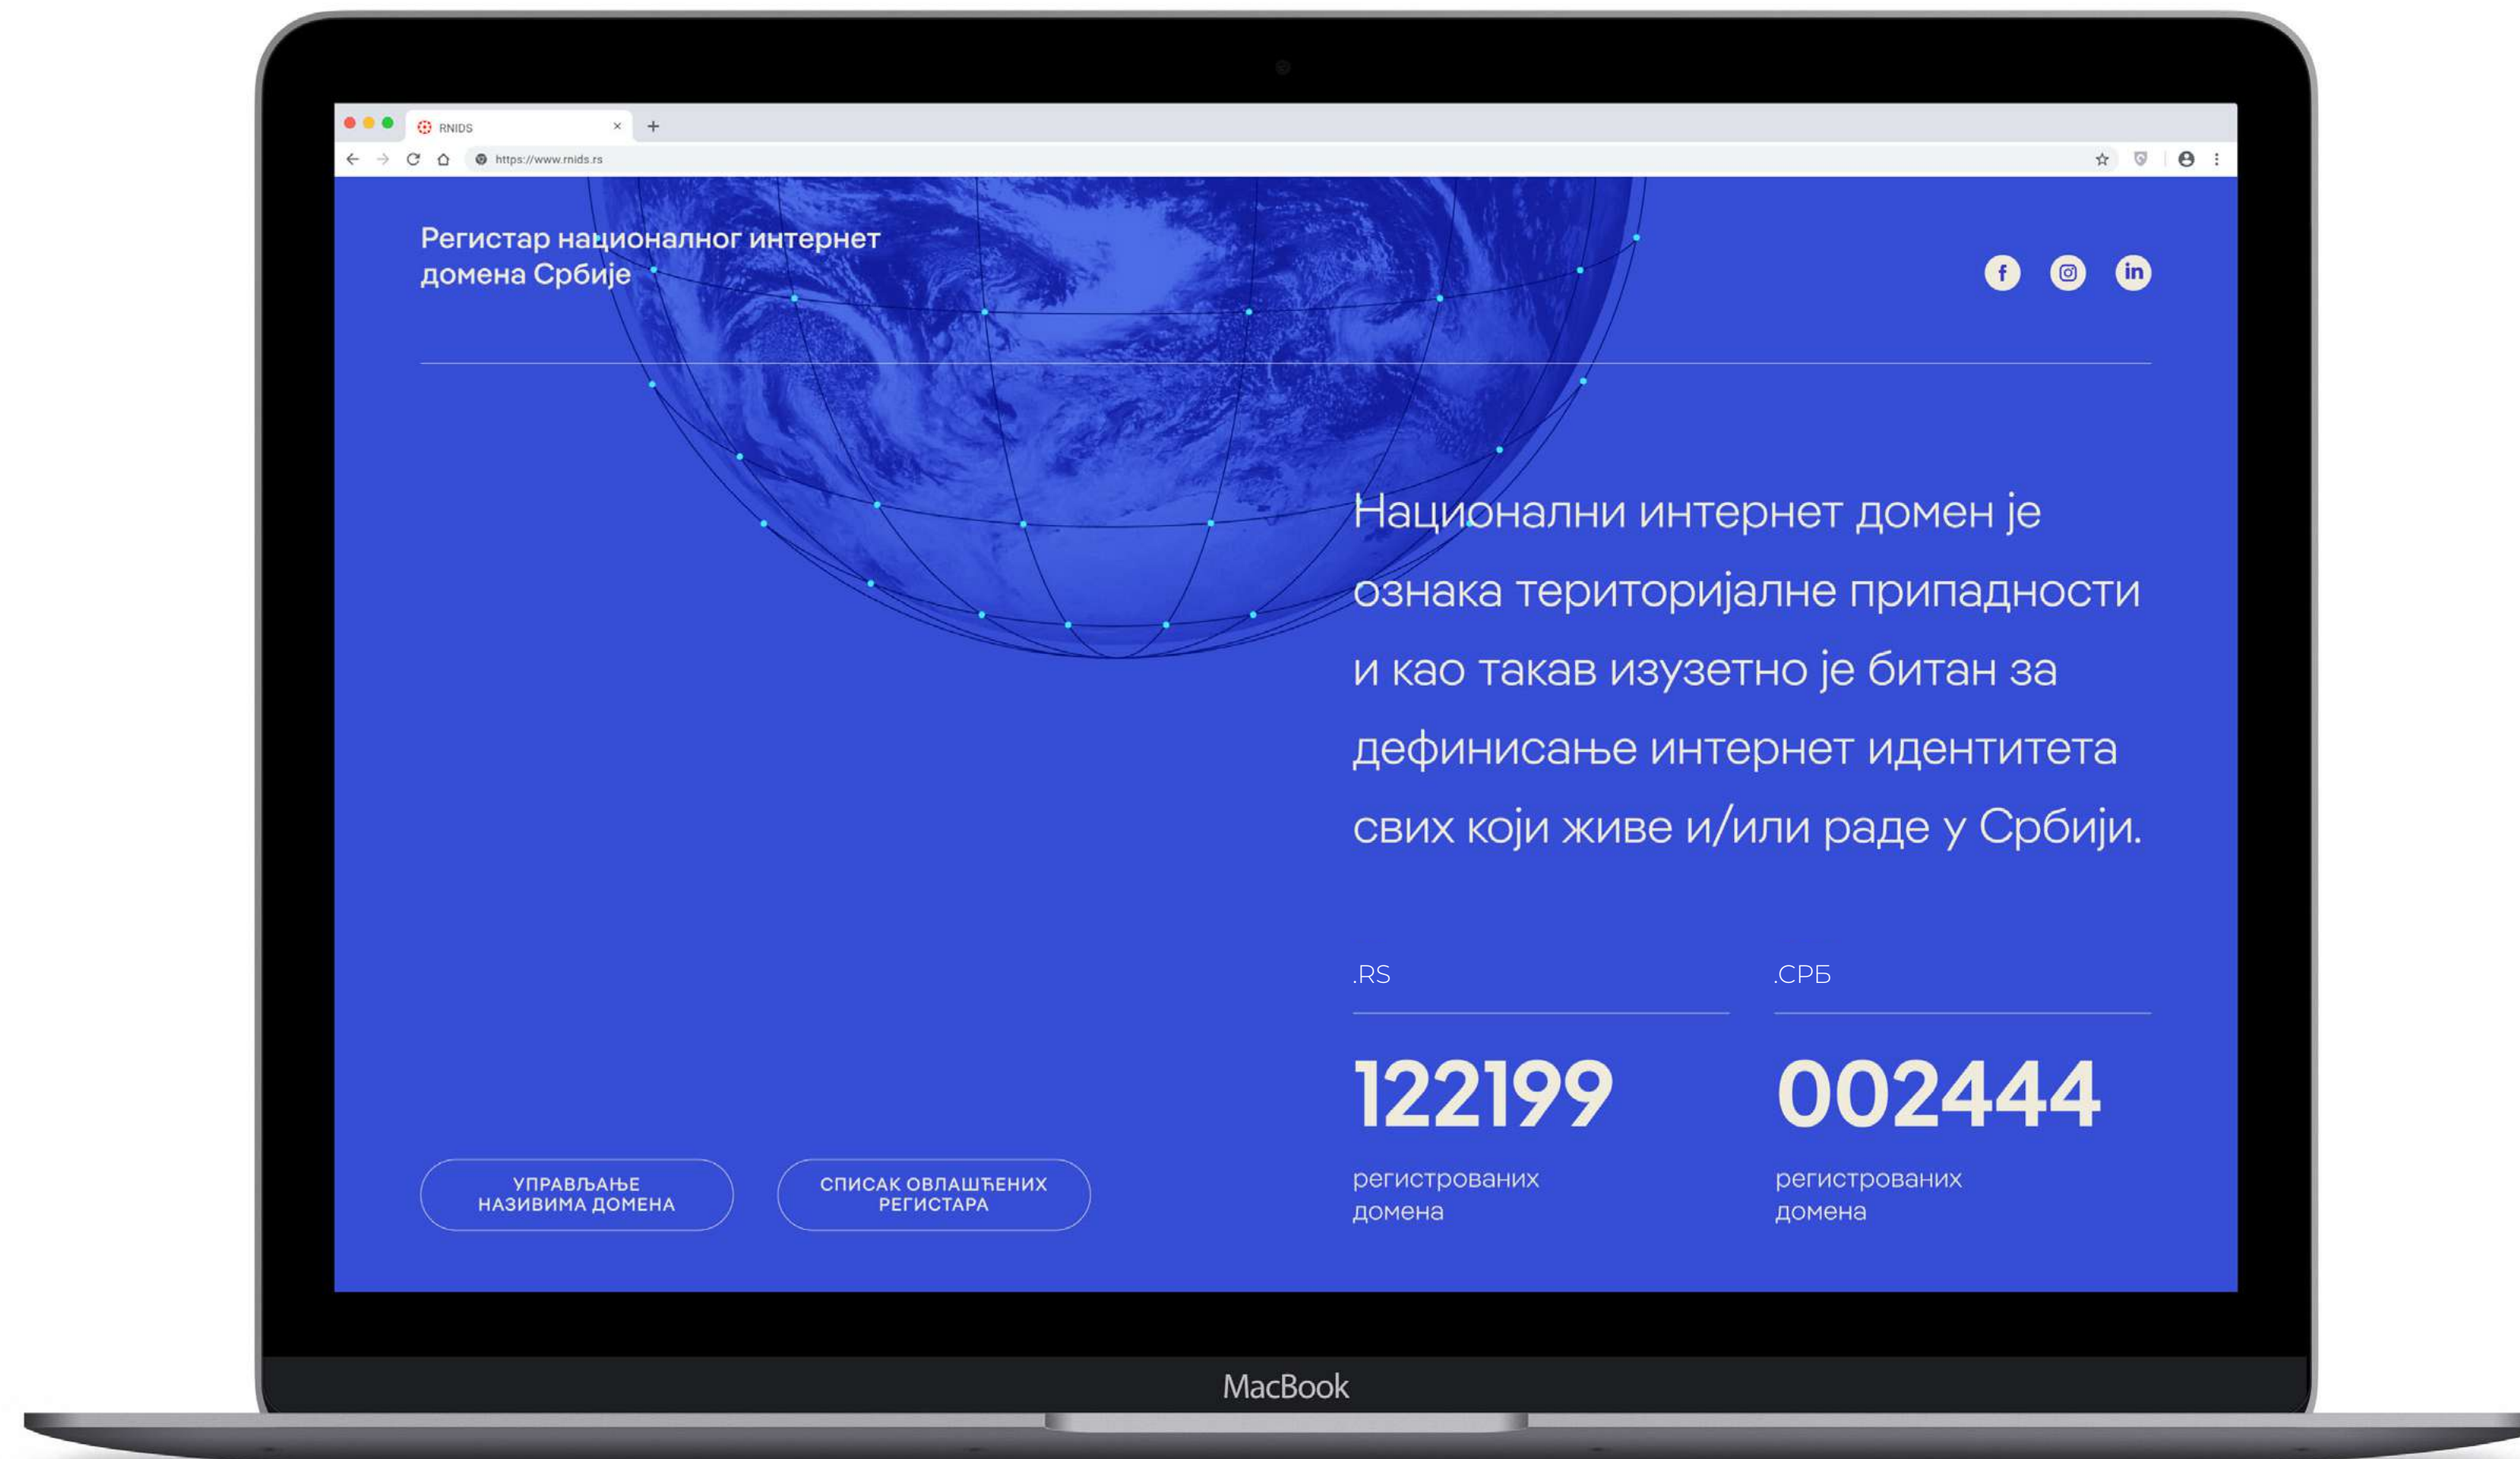 RNIDS
https://www.rnids.rs
Регистар националног интернет
домена Србије
f
in
Национални интернет домен је
ознака територијалне припадности
и као такав изузетно је битан за
дефинисање интернет идентитета
свих који живе и/или раде у Србији.
.RS
.СРБ
122199
002444
регистрованих
домена
регистрованих
домена
УПРАВЉАЊЕ
НАЗИВИМА ДОМЕНА
СПИСАК ОВЛАШЋЕНИХ
РЕГИСТАРА
MacBook